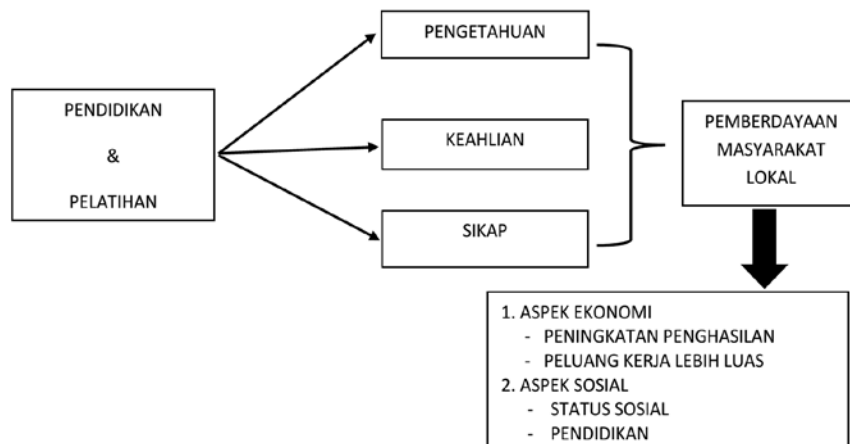 PENDIDIKAN
&
PELATIHAN
PENGETAHUAN
KEAHLIAN
SIKAP
PEMBERDAYAAN
MASYARAKAT
LOKAL
1. ASPEK EKONOMI
- PENINGKATAN PENGHASILAN
- PELUANG KERJA LEBIH LUAS
2. ASPEK SOSIAL
- STATUS SOSIAL
- PENDIDIKAN